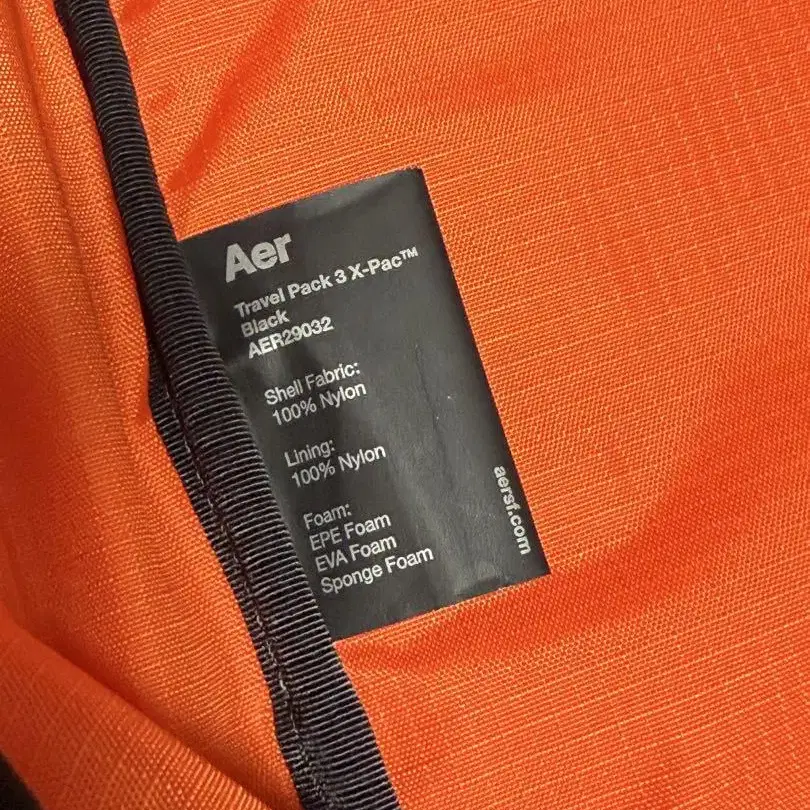 Aer
Travel Pack 3 X-Pac™
Black
AER29032
Shell Fabric:
100% Nylon
Lining:
100% Nylon
Foam:
EPE Foam
EVA Foam
Sponge Foam
aersf.com